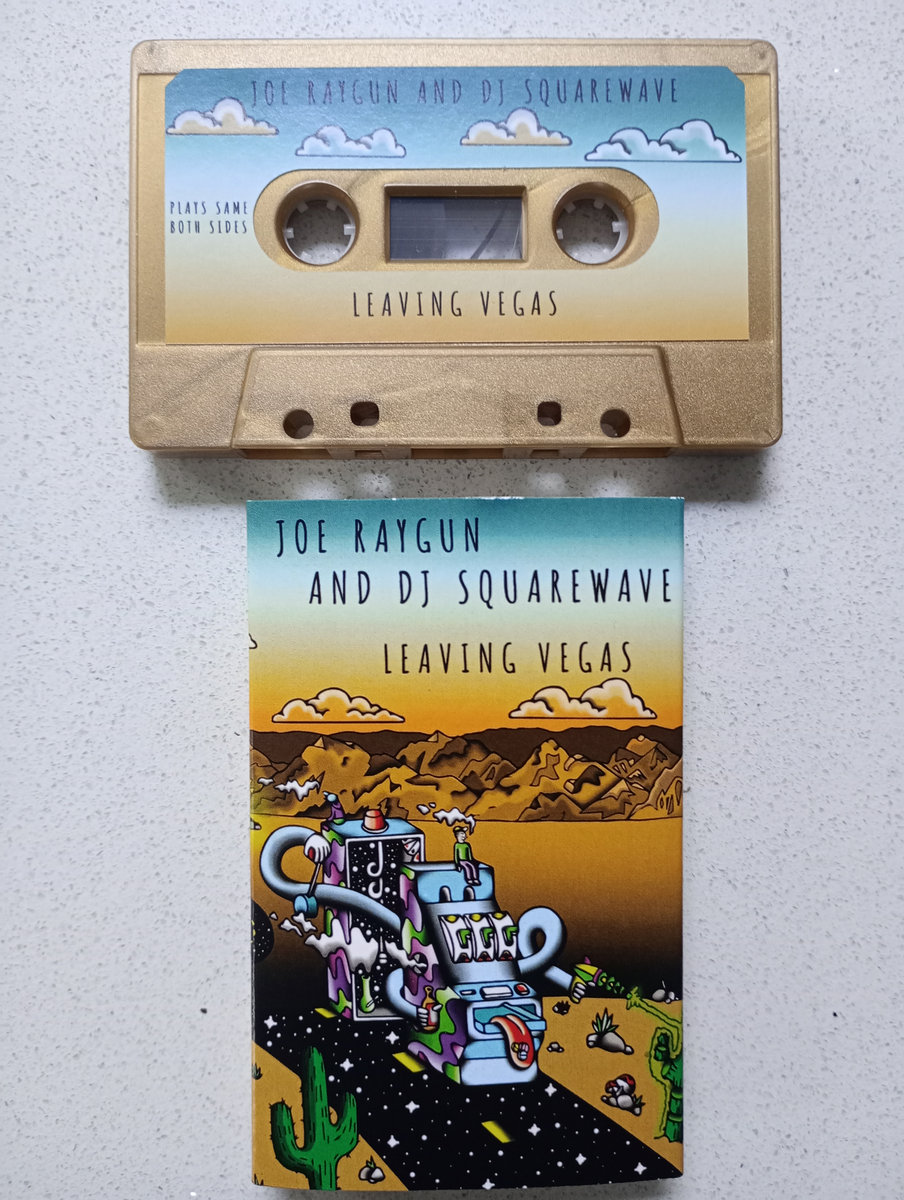 JOE RAYGUN AND DJ SQUAREWAVE
PLAYS SAME
BOTH SIDES
LEAVING VEGAS
JOE RAYGUN
AND DJ SQUAREWAVE
LEAVING VEGAS